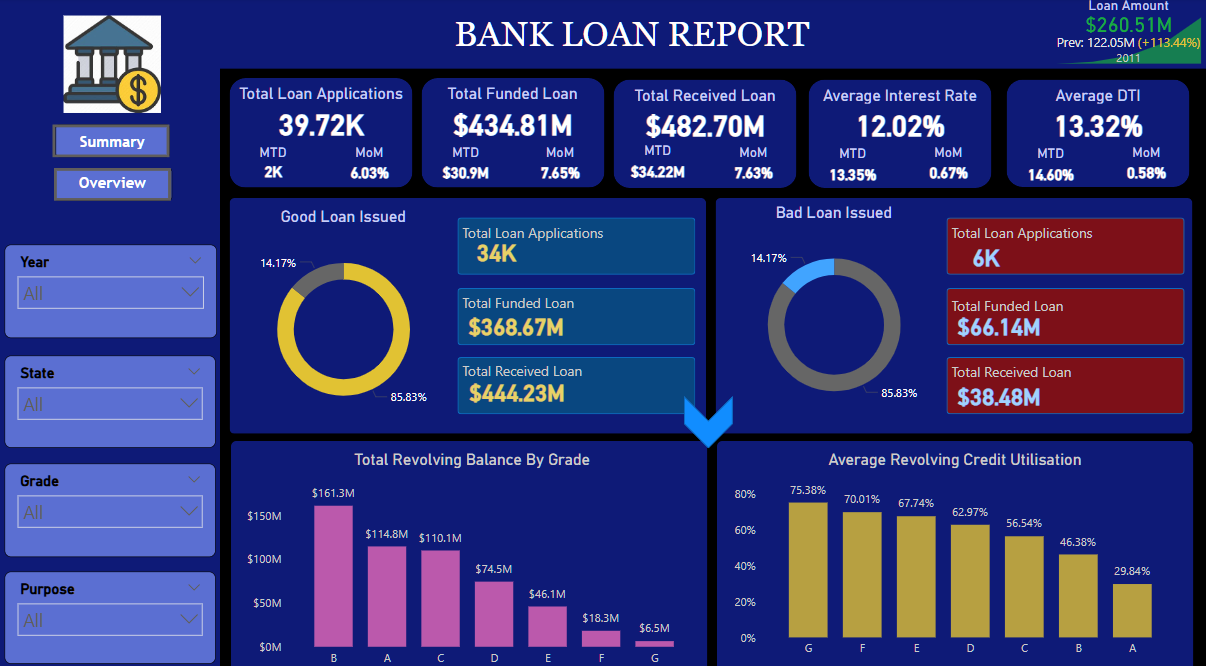 BANK LOAN REPORT
Loan Amount
$260.51M
Prev: 122.05M (+113.44%)
2011
Summary
Overview
Year
All
State
All
Grade
All
Purpose
All
Total Loan Applications
39.72K
MTD MoM
2K 6.03%
Total Funded Loan
$434.81M
MTD MoM
$30.9M 7.65%
Total Received Loan
$482.70M
MTD MoM
$34.22M 7.63%
Average Interest Rate
12.02%
MTD MoM
13.35% 0.67%
Average DTI
13.32%
MTD MoM
14.60% 0.58%
Good Loan Issued
14.17%
85.83%
Total Loan Applications
34K
Total Funded Loan
$368.67M
Total Received Loan
$444.23M
Bad Loan Issued
14.17%
85.83%
Total Loan Applications
6K
Total Funded Loan
$66.14M
Total Received Loan
$38.48M
Total Revolving Balance By Grade
$150M
$100M
$50M
$0M
$161.3M
$114.8M
$110.1M
$74.5M
$46.1M
$18.3M
$6.5M
B A C D E F G
Average Revolving Credit Utilisation
80%
60%
40%
20%
0%
75.38%
70.01%
67.74%
62.97%
56.54%
46.38%
29.84%
G F E D C B A